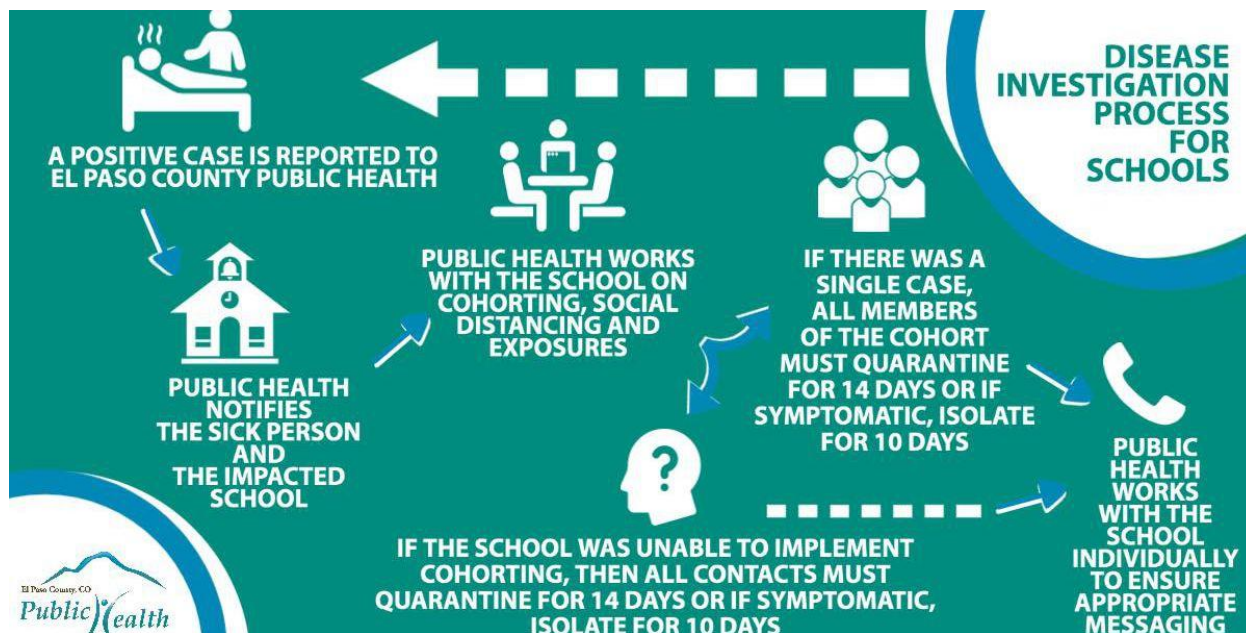 DISEASE
INVESTIGATION
PROCESS
FOR
SCHOOLS
A POSITIVE CASE IS REPORTED TO
EL PASO COUNTY PUBLIC HEALTH
PUBLIC HEALTH
NOTIFIES
THE SICK PERSON
AND
THE IMPACTED
SCHOOL
PUBLIC HEALTH WORKS
WITH THE SCHOOL ON
COHORTING, SOCIAL
DISTANCING AND
EXPOSURES
IF THERE WAS A
SINGLE CASE,
ALL MEMBERS
OF THE COHORT
MUST QUARANTINE
FOR 14 DAYS OR IF
SYMPTOMATIC, ISOLATE
FOR 10 DAYS
?
IF THE SCHOOL WAS UNABLE TO IMPLEMENT
COHORTING, THEN ALL CONTACTS MUST
QUARANTINE FOR 14 DAYS OR IF SYMPTOMATIC,
ISOLATE FOR 10 DAYS
PUBLIC
HEALTH
WORKS
WITH THE
SCHOOL
INDIVIDUALLY
TO ENSURE
APPROPRIATE
MESSAGING
El Paso County, CO
Public Health